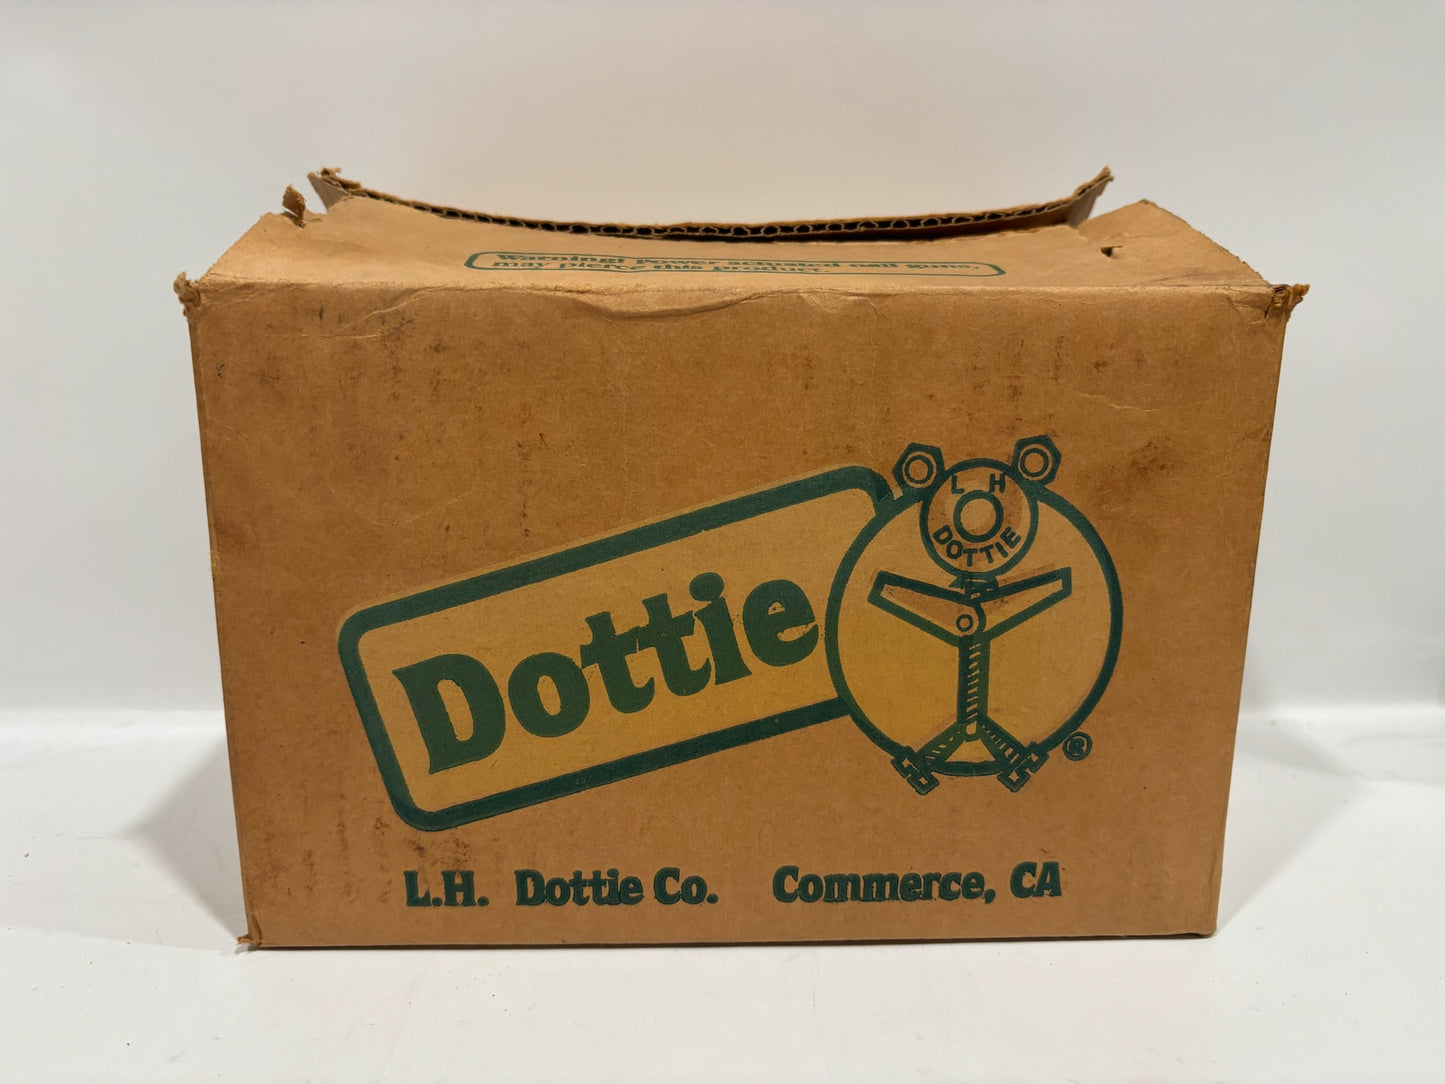 Warning! Power actuated nail guns,
may pierce this product.
L H
DOTTIE
Dottie
®
L.H. Dottie Co. Commerce, CA